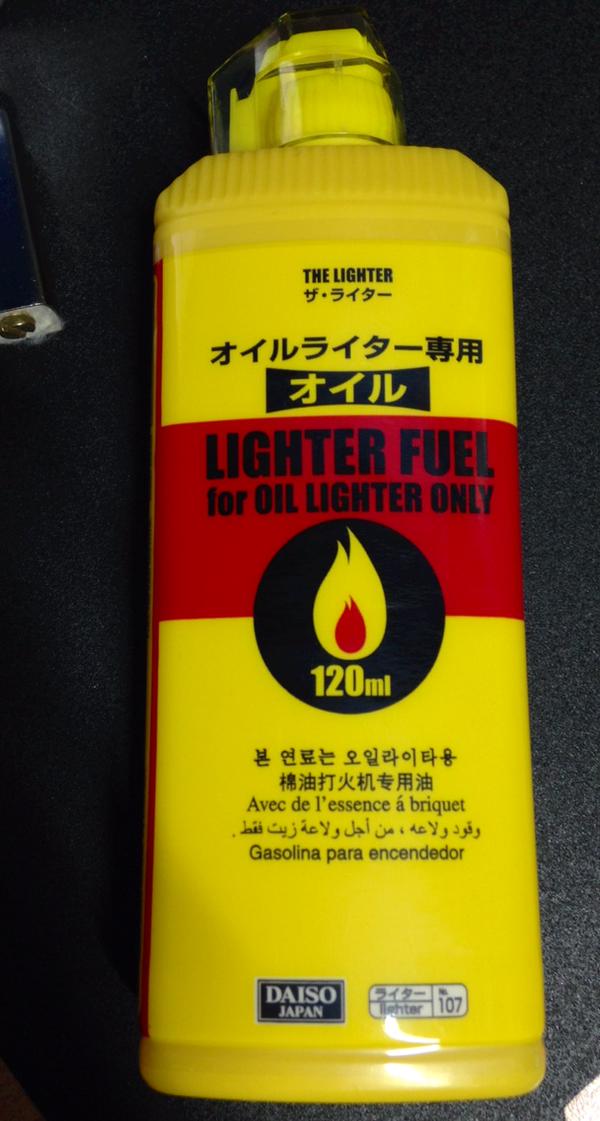 THE LIGHTER
ザ・ライター
オイルライター専用
オイル
LIGHTER FUEL
for OIL LIGHTER ONLY
120ml
본 연료는 오일라이타용
棉油打火机专用油
Avec de l'essence á briquet
وقود ولاعه ، من أجل ولاعة زيت فقط .
Gasolina para encendedor
DAISO
JAPAN
ライター
lighter
No.
107